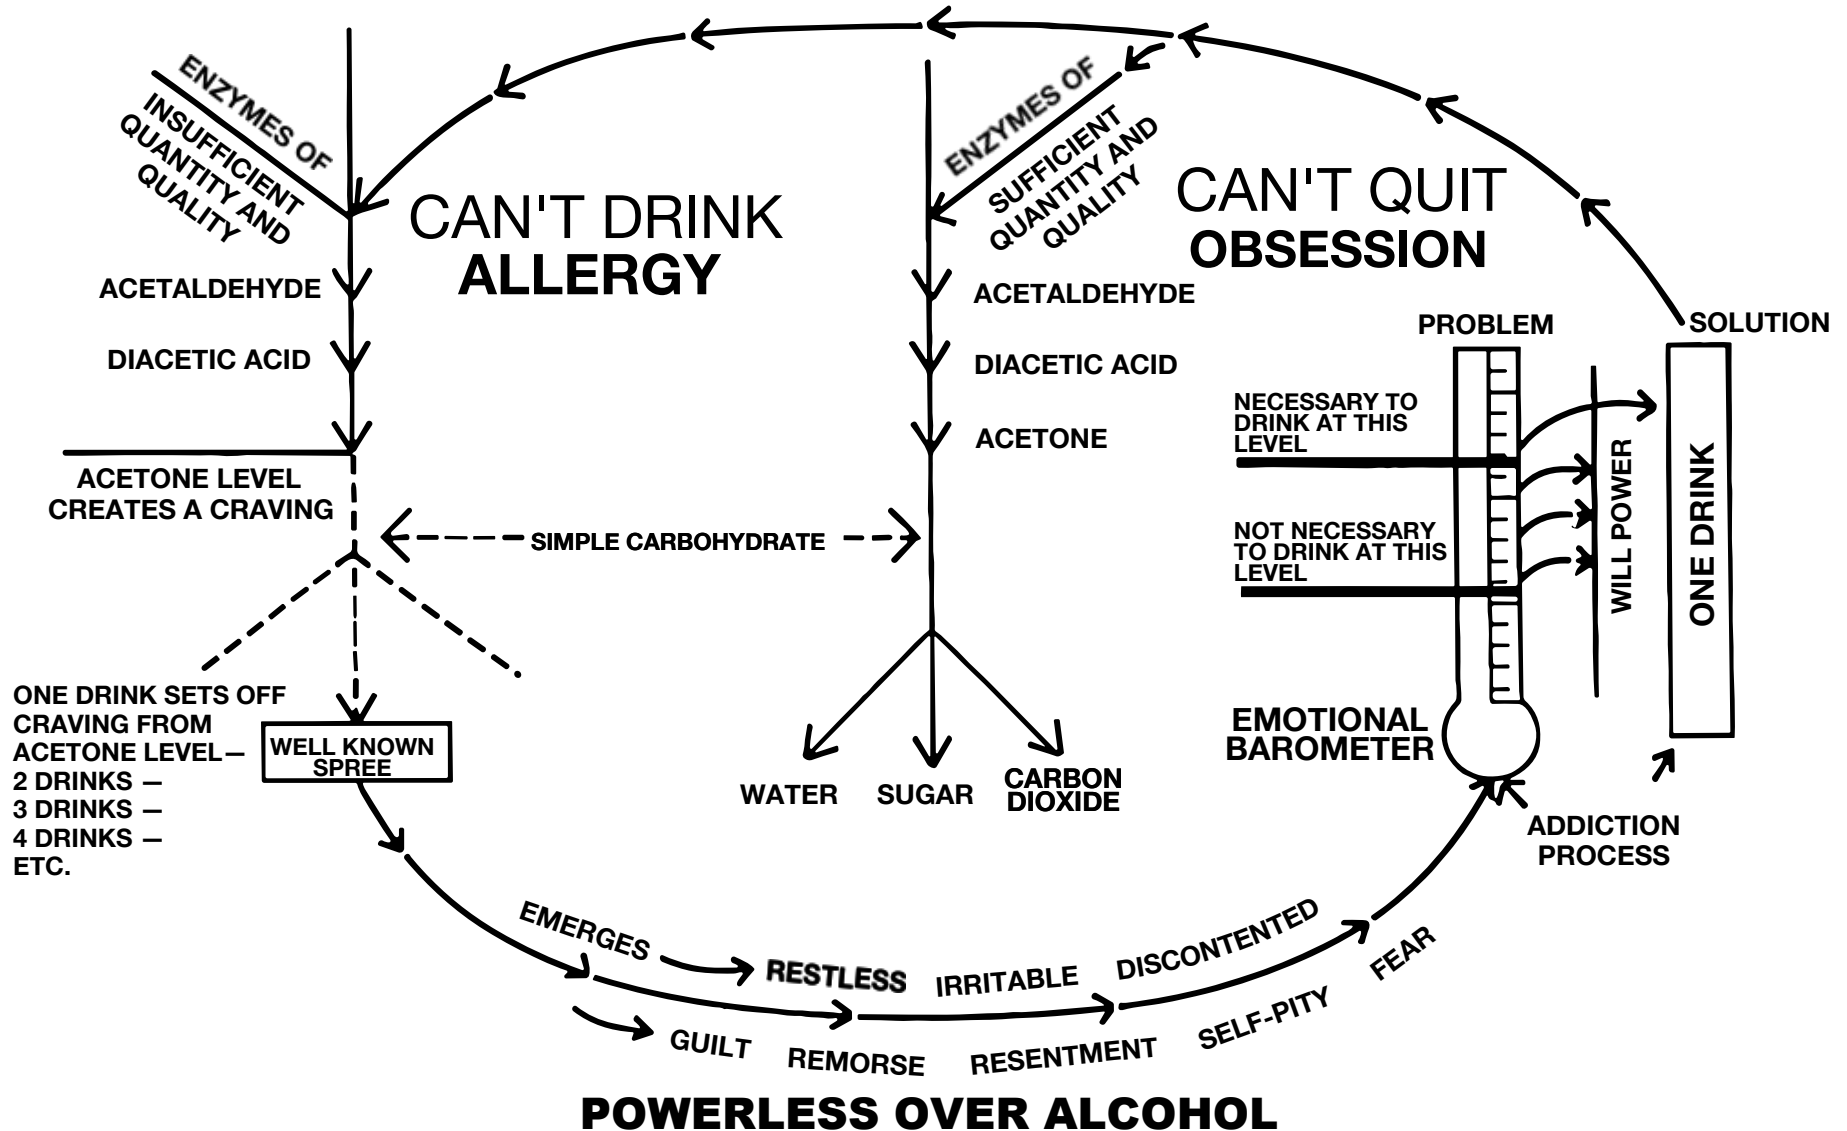 ENZYMES OF
INSUFFICIENT
QUANTITY AND
QUALITY
CAN'T DRINK
ALLERGY
ACETALDEHYDE
DIACETIC ACID
ACETONE LEVEL
CREATES A CRAVING
SIMPLE CARBOHYDRATE
ONE DRINK SETS OFF
CRAVING FROM
ACETONE LEVEL—
2 DRINKS —
3 DRINKS —
4 DRINKS —
ETC.
WELL KNOWN
SPREE
ENZYMES OF
SUFFICIENT
QUANTITY AND
QUALITY
ACETALDEHYDE
DIACETIC ACID
ACETONE
WATER
SUGAR
CARBON
DIOXIDE
CAN'T QUIT
OBSESSION
PROBLEM
SOLUTION
NECESSARY TO
DRINK AT THIS
LEVEL
NOT NECESSARY
TO DRINK AT THIS
LEVEL
WILL POWER
ONE DRINK
EMOTIONAL
BAROMETER
ADDICTION
PROCESS
EMERGES RESTLESS IRRITABLE DISCONTENTED
GUILT REMORSE RESENTMENT SELF-PITY FEAR
POWERLESS OVER ALCOHOL